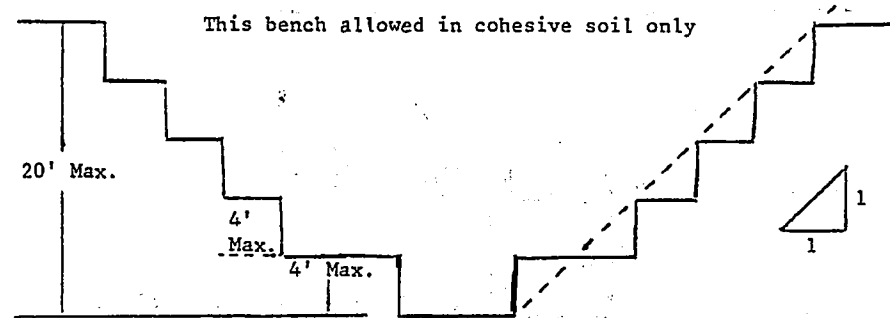 This bench allowed in cohesive soil only
20' Max.
4'
Max.
4' Max.
1
1